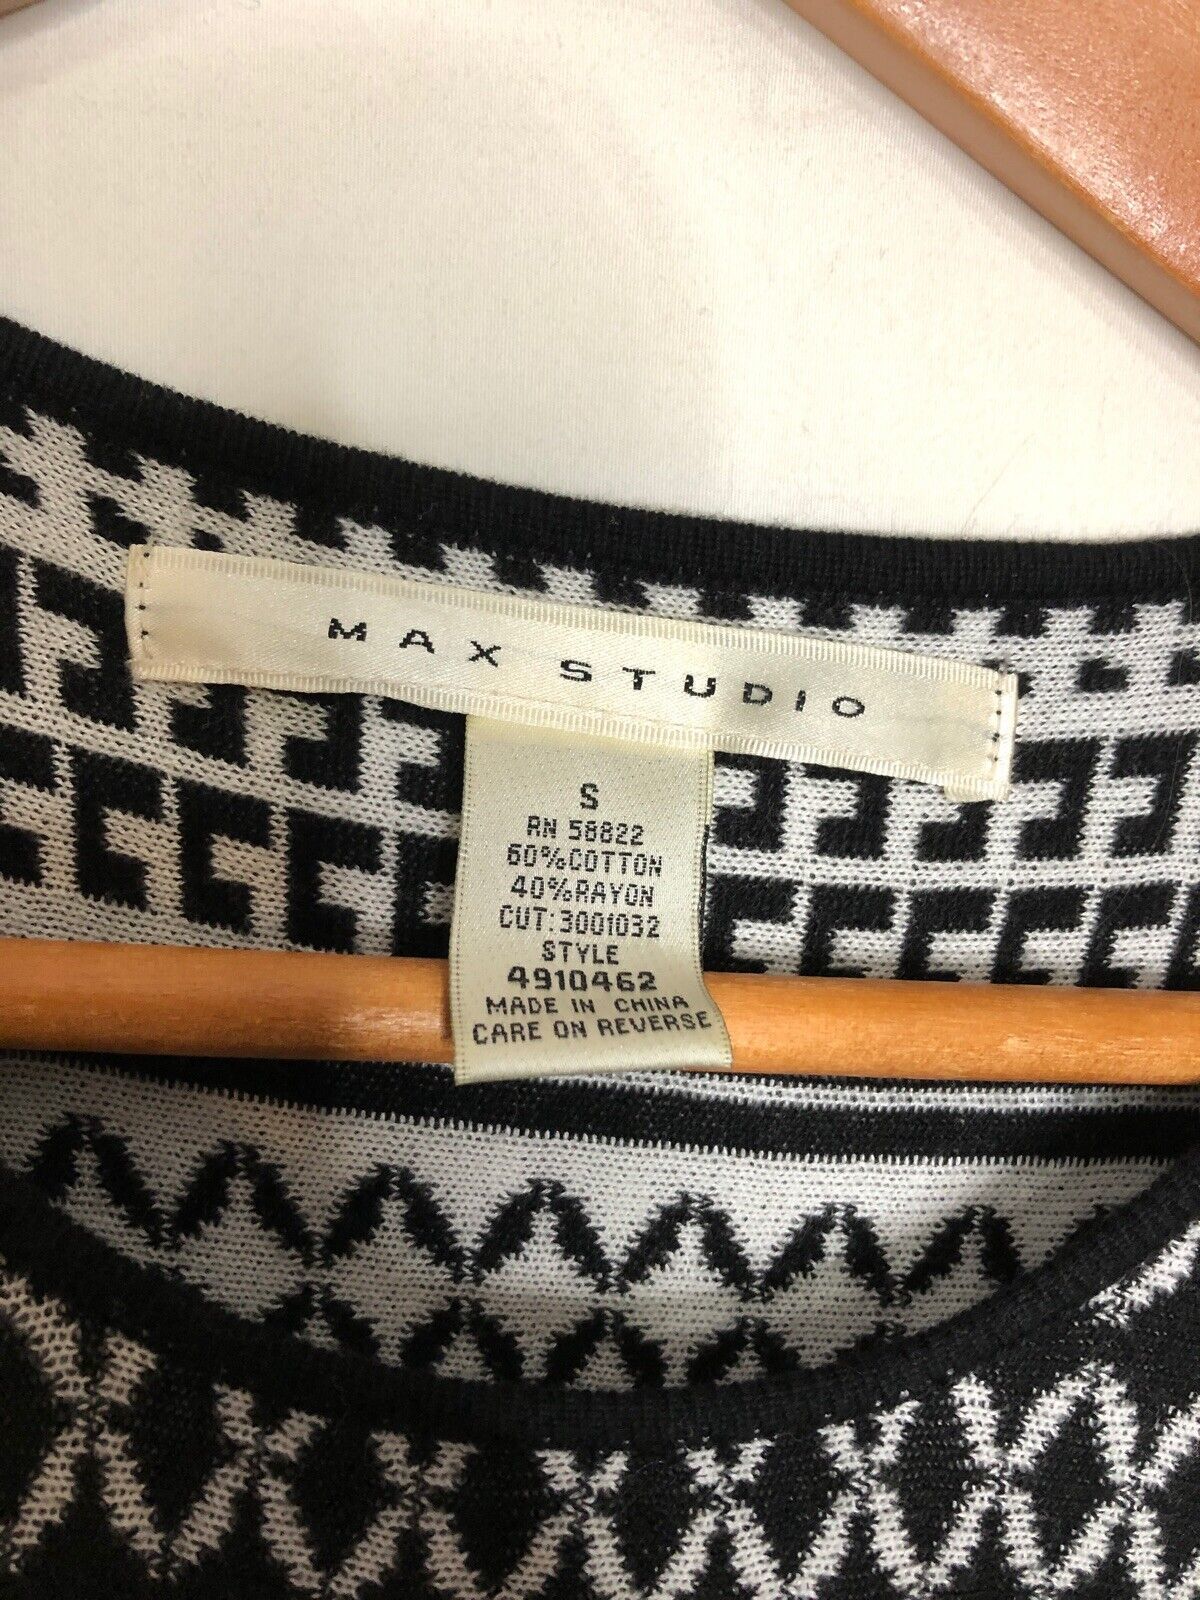 MAX STUDIO
S
RN 58822
60%COTTON
40%RAYON
CUT:3001032
STYLE
4910462
MADE IN CHINA
CARE ON REVERSE